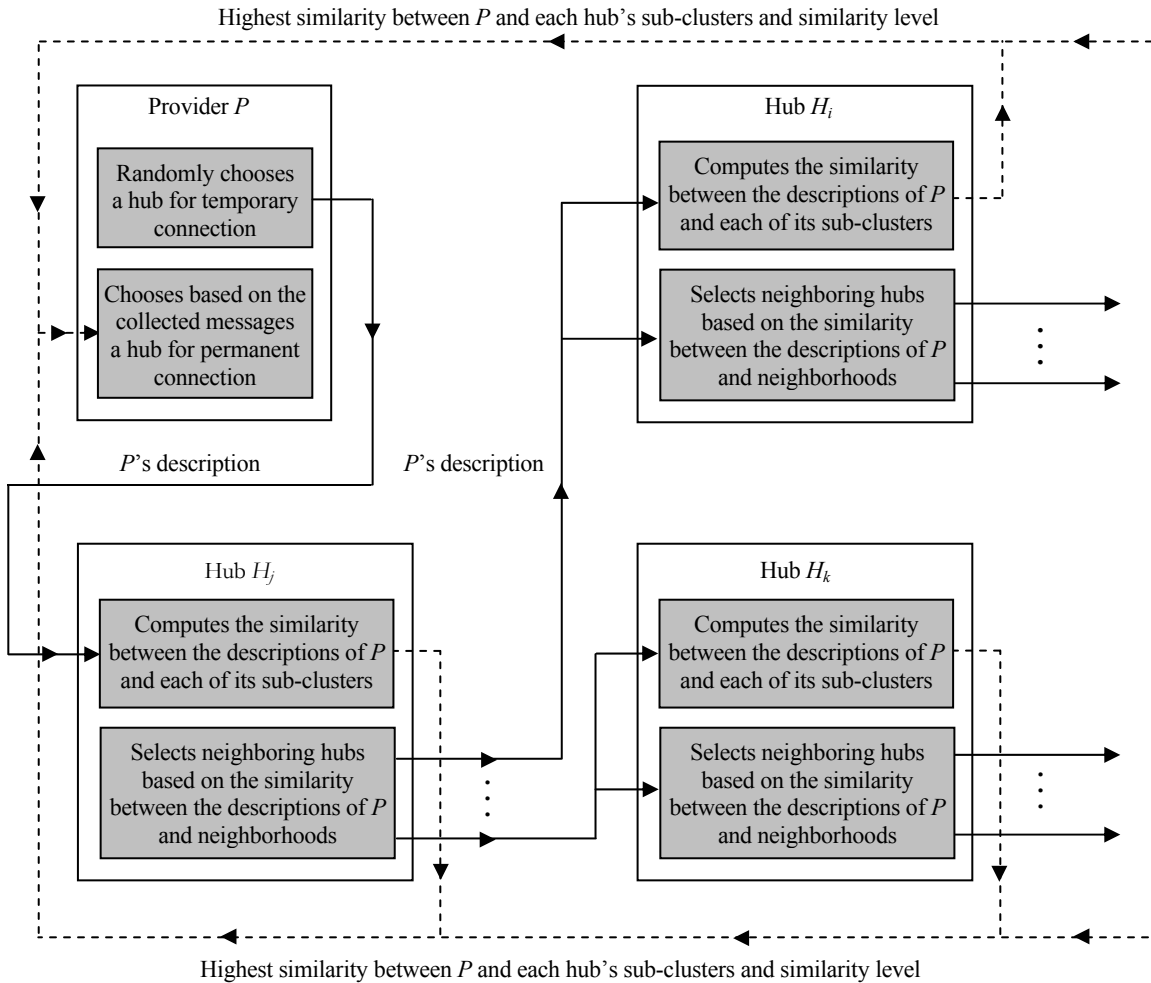 Highest similarity between P and each hub's sub-clusters and similarity level
Provider P
Randomly chooses
a hub for temporary
connection
Chooses based on the
collected messages
a hub for permanent
connection
Hub Hi
Computes the similarity
between the descriptions of P
and each of its sub-clusters
Selects neighboring hubs
based on the similarity
between the descriptions of P
and neighborhoods
P's description
P's description
Hub Hj
Computes the similarity
between the descriptions of P
and each of its sub-clusters
Selects neighboring hubs
based on the similarity
between the descriptions of P
and neighborhoods
Hub Hk
Computes the similarity
between the descriptions of P
and each of its sub-clusters
Selects neighboring hubs
based on the similarity
between the descriptions of P
and neighborhoods
Highest similarity between P and each hub's sub-clusters and similarity level